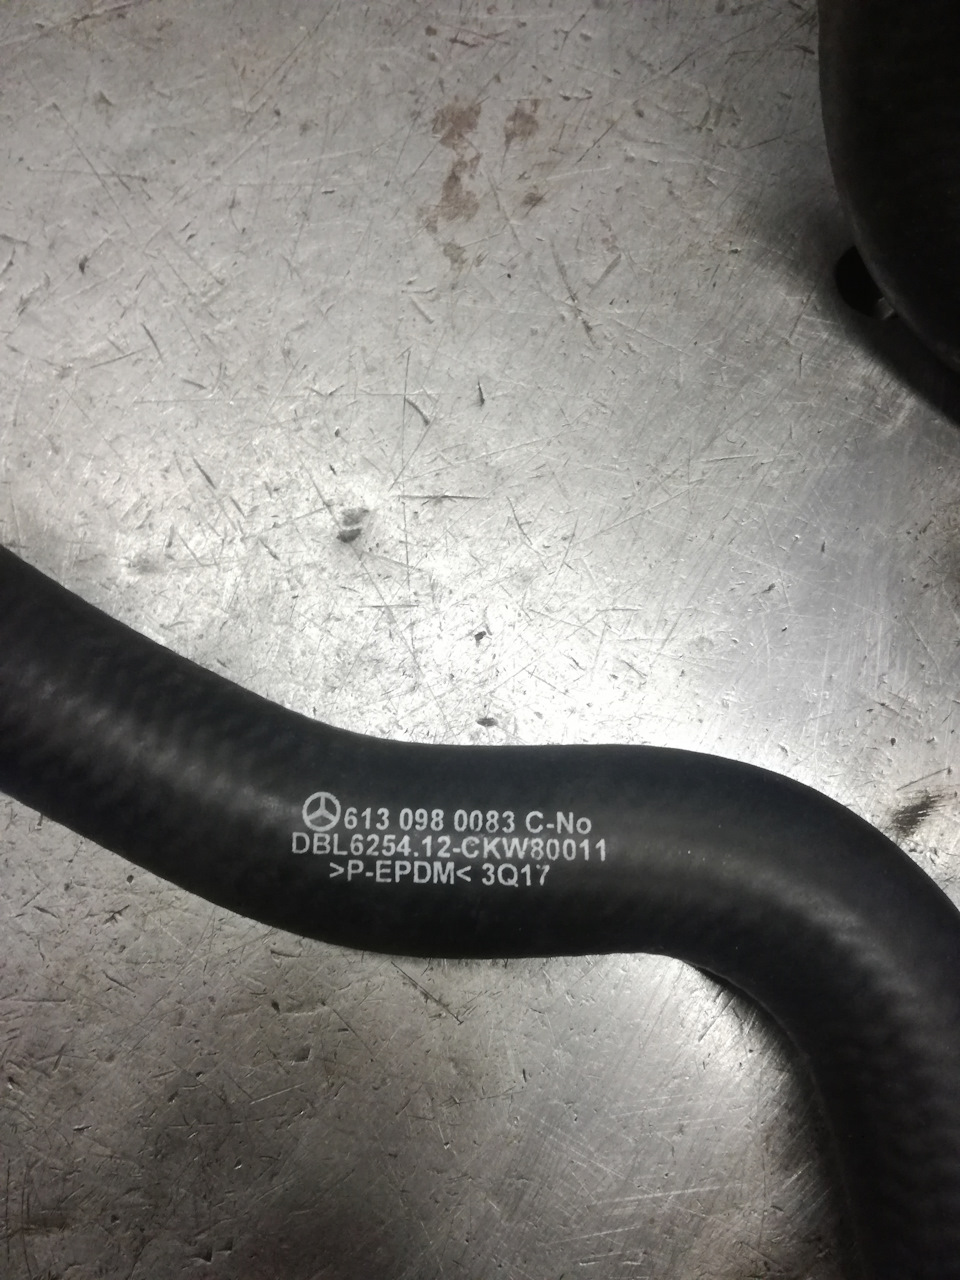 613 098 0083 C-No
DBL6254.12-CKW80011
>P-EPDM< 3Q17